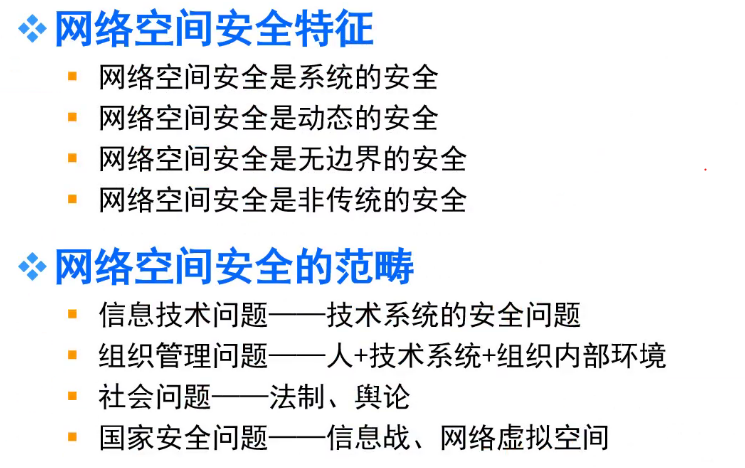 网络空间安全特征
网络空间安全是系统的安全
网络空间安全是动态的安全
网络空间安全是无边界的安全
网络空间安全是非传统的安全
网络空间安全的范畴
信息技术问题——技术系统的安全问题
组织管理问题——人+技术系统+组织内部环境
社会问题——法制、舆论
国家安全问题——信息战、网络虚拟空间